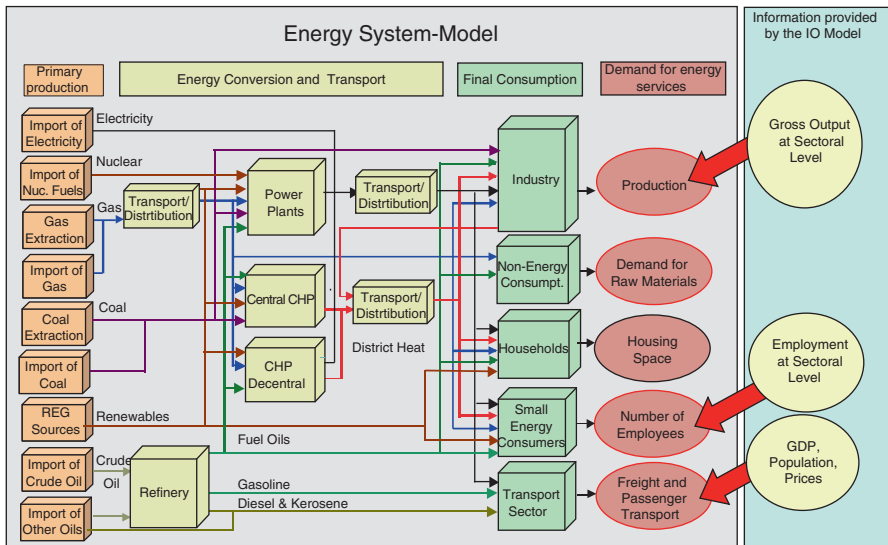 Energy System-Model
Information provided
by the IO Model
Primary
production
Energy Conversion and Transport
Final Consumption
Demand for energy
services
Import of
Electricity
Electricity
Import of
Nuc. Fuels
Nuclear
Gas
Extraction
Gas
Import of
Gas
Coal
Extraction
Coal
Import of
Coal
REG
Sources
Renewables
Import of
Crude Oil
Crude
Oil
Import of
Other Oils
Transport/
Distrtibution
Power
Plants
Transport/
Distrtibution
Central CHP
Transport/
Distrtibution
CHP
Decentral
District Heat
Fuel Oils
Refinery
Gasoline
Diesel & Kerosene
Industry
Non-Energy
Consumpt.
Households
Small
Energy
Consumers
Transport
Sector
Production
Demand for
Raw Materials
Housing
Space
Number of
Employees
Freight and
Passenger
Transport
Gross Output
at Sectoral
Level
Employment
at Sectoral
Level
GDP,
Population,
Prices